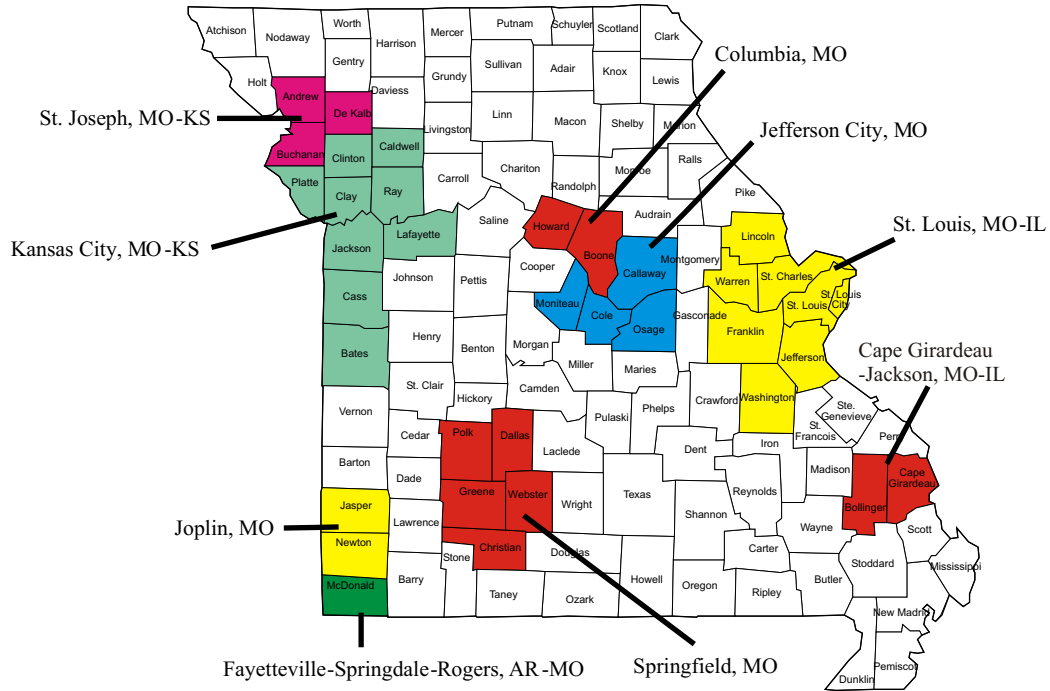 Atchison
Nodaway
Worth
Harrison
Mercer
Putnam
Schuyler
Scotland
Clark
Gentry
Sullivan
Adair
Knox
Lewis
Holt
Grundy
Andrew
De Kalb
Daviess
Linn
Macon
Shelby
Marion
Livingston
Buchanan
Clinton
Caldwell
Chariton
Monroe
Ralls
Platte
Clay
Ray
Carroll
Randolph
Pike
Saline
Howard
Audrain
Lincoln
Jackson
Lafayette
Boone
Cooper
Callaway
Montgomery
Warren
St. Charles
St. Louis
St. Louis
City
Johnson
Pettis
Cass
Moniteau
Cole
Osage
Gasconade
Franklin
Jefferson
Henry
Benton
Morgan
Miller
Maries
Bates
St. Clair
Hickory
Camden
Pulaski
Phelps
Crawford
Washington
Ste.
Genevieve
St.
Francois
Perry
Vernon
Cedar
Polk
Dallas
Laclede
Dent
Iron
Madison
Bollinger
Cape
Girardeau
Barton
Dade
Greene
Webster
Wright
Texas
Reynolds
Shannon
Wayne
Scott
Jasper
Lawrence
Newton
Christian
Stone
Douglas
Howell
Carter
Butler
Stoddard
Mississippi
McDonald
Barry
Taney
Ozark
Oregon
Ripley
New Madrid
Dunklin
Pemiscot
Columbia, MO
St. Joseph, MO-KS
Jefferson City, MO
Kansas City, MO-KS
St. Louis, MO-IL
Cape Girardeau
-Jackson, MO-IL
Joplin, MO
Fayetteville-Springdale-Rogers, AR-MO
Springfield, MO